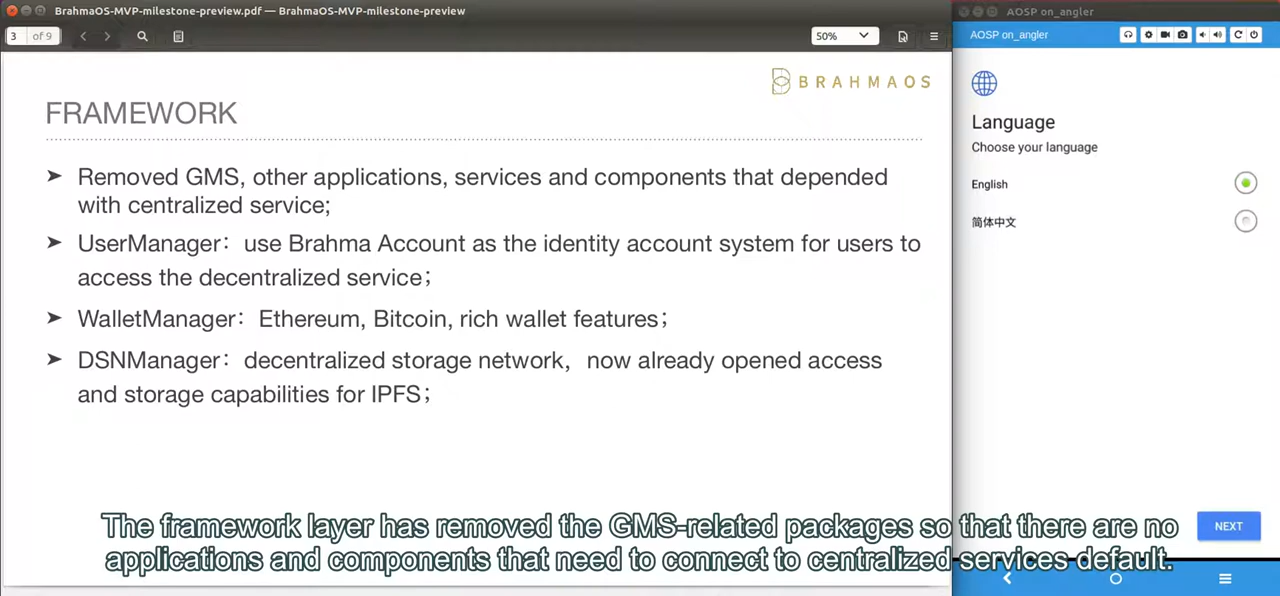 BrahmaOS-MVP-milestone-preview.pdf — BrahmaOS-MVP-milestone-preview
3 of 9
50%
BRAHMAOS
FRAMEWORK
➤ Removed GMS, other applications, services and components that depended
with centralized service;
➤ UserManager：use Brahma Account as the identity account system for users to
access the decentralized service；
➤ WalletManager：Ethereum, Bitcoin, rich wallet features；
➤ DSNManager：decentralized storage network，now already opened access
and storage capabilities for IPFS；
AOSP on_angler
AOSP on_angler
Language
Choose your language
English
简体中文
NEXT
The framework layer has removed the GMS-related packages so that there are no
applications and components that need to connect to centralized services default.